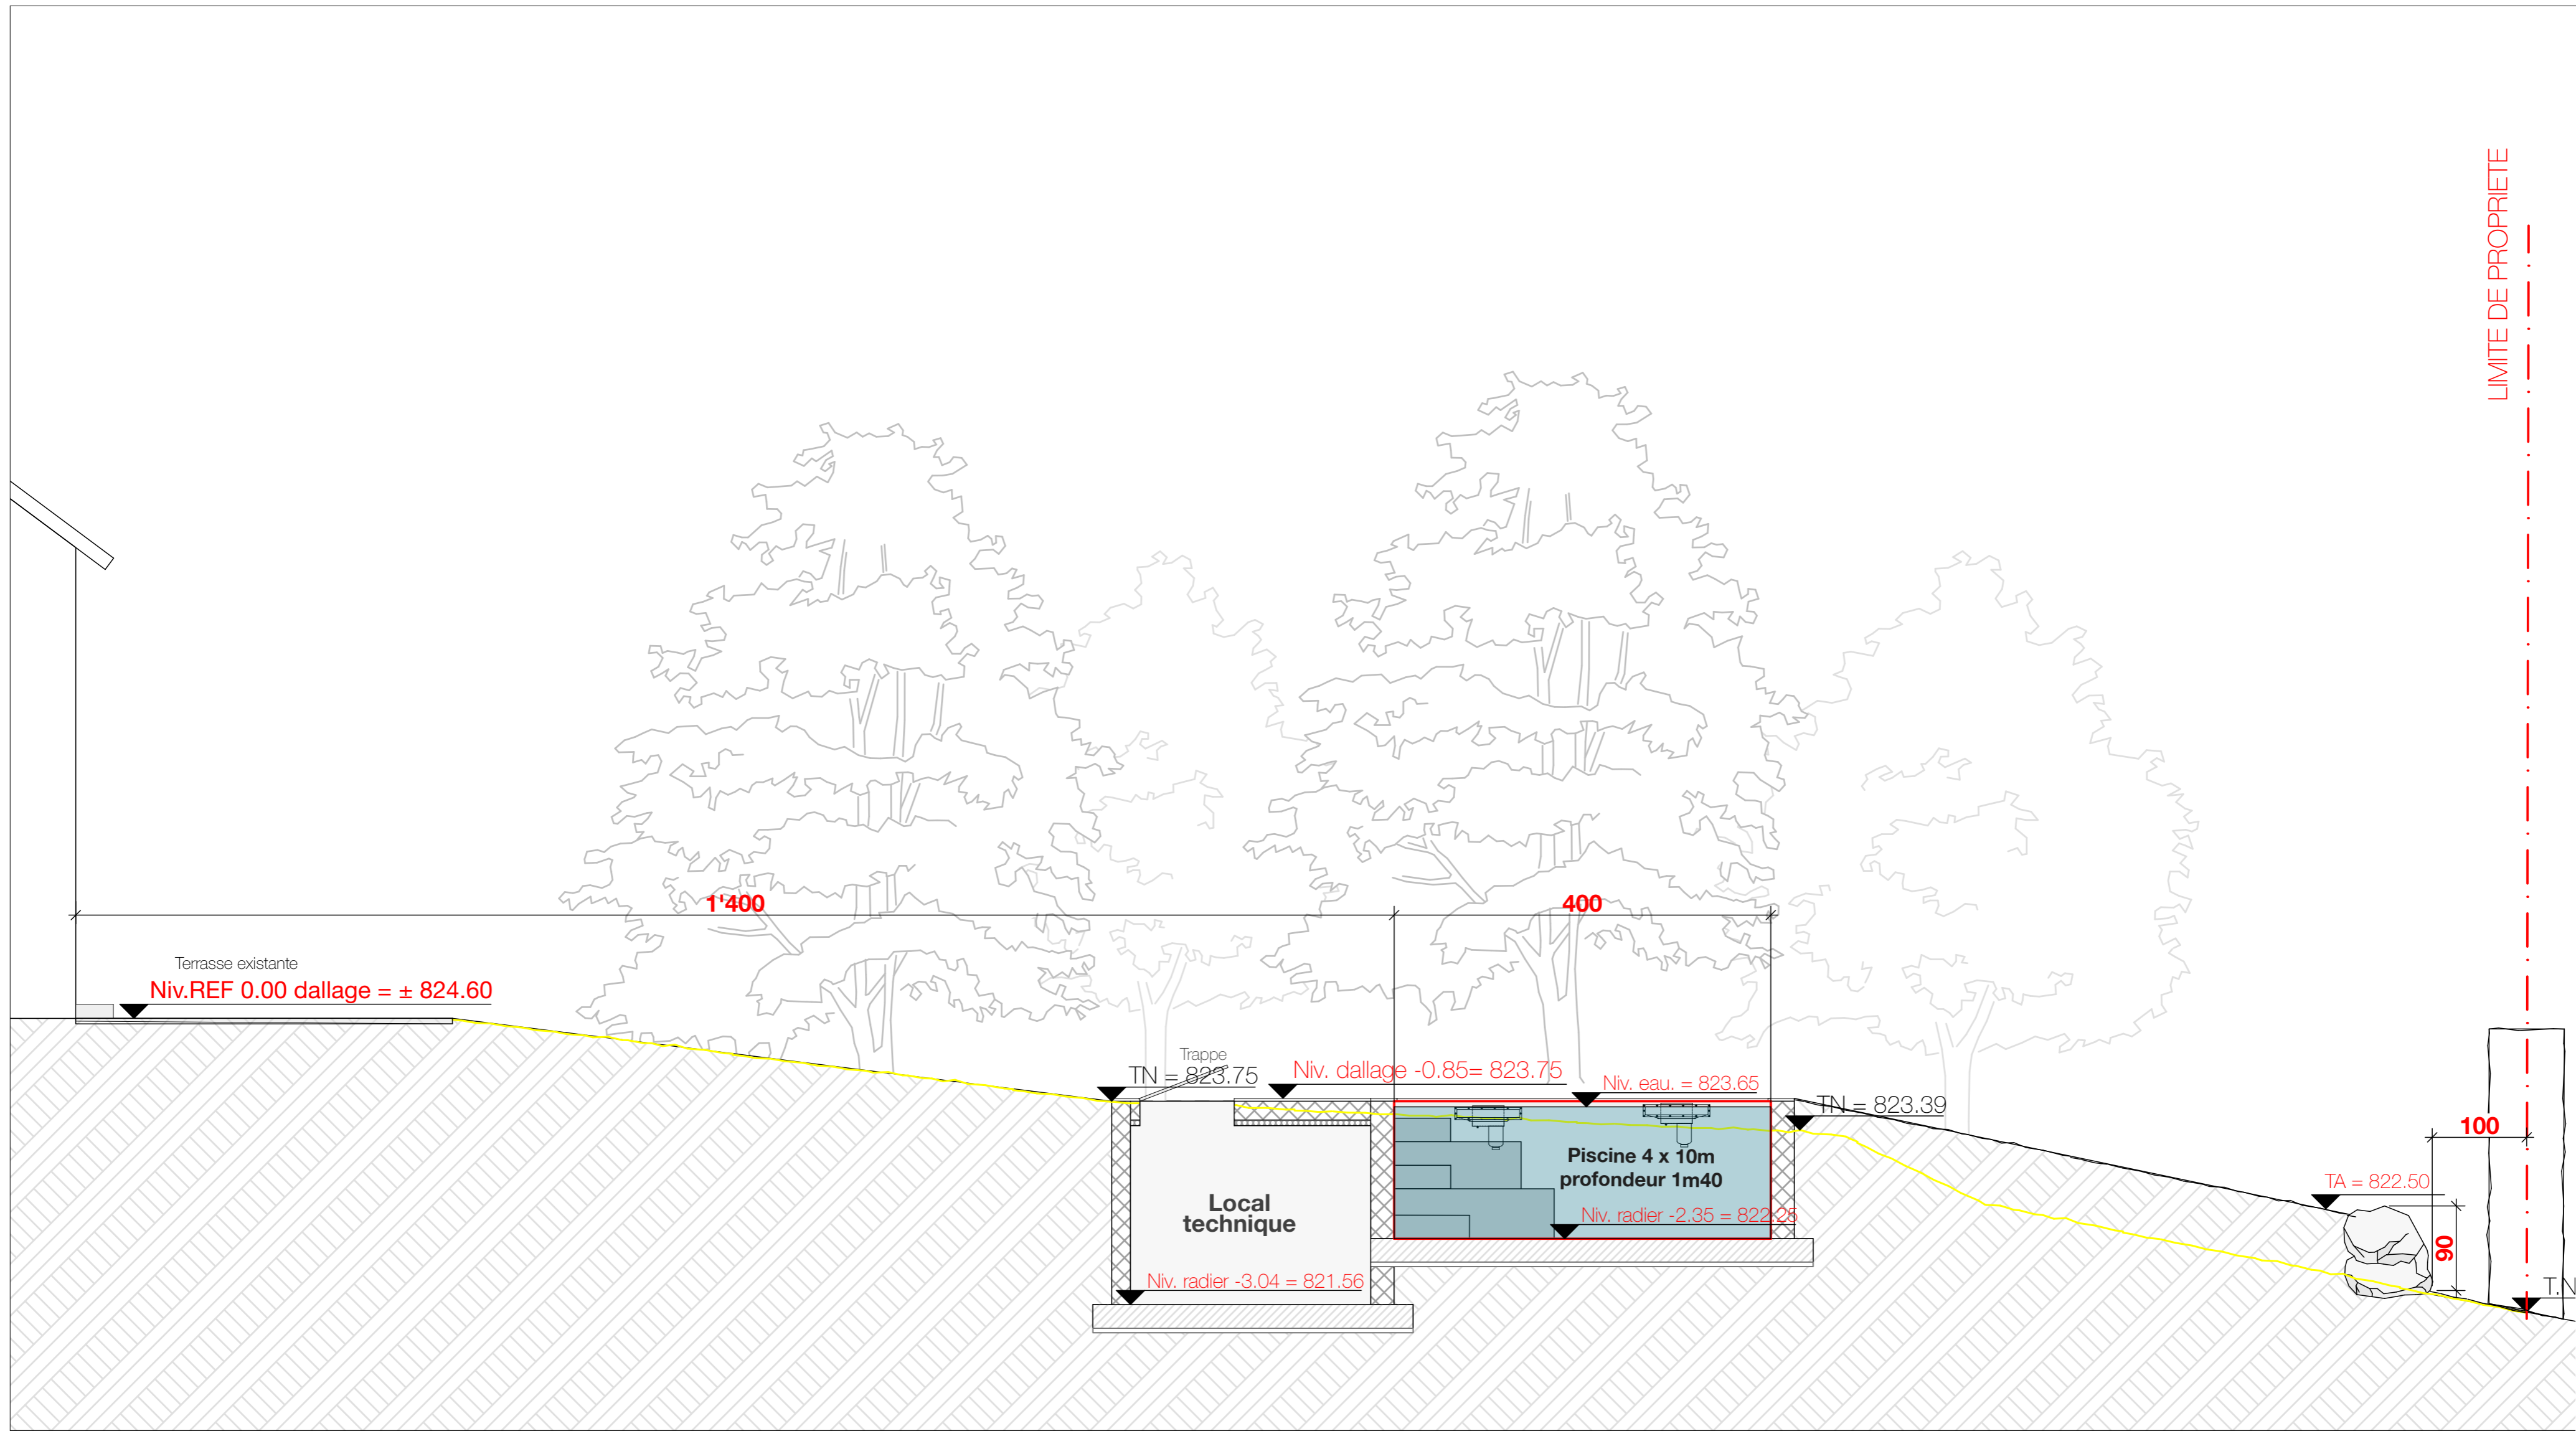 LIMITE DE PROPRIETE
1'400
400
Terrasse existante
Niv.REF 0.00 dallage = ± 824.60
Trappe
TN = 823.75
Niv. dallage -0.85= 823.75
Niv. eau. = 823.65
TN = 823.39
100
Piscine 4 x 10m
profondeur 1m40
TA = 822.50
Local
technique
Niv. radier -2.35 = 822.25
90
Niv. radier -3.04 = 821.56
T.N